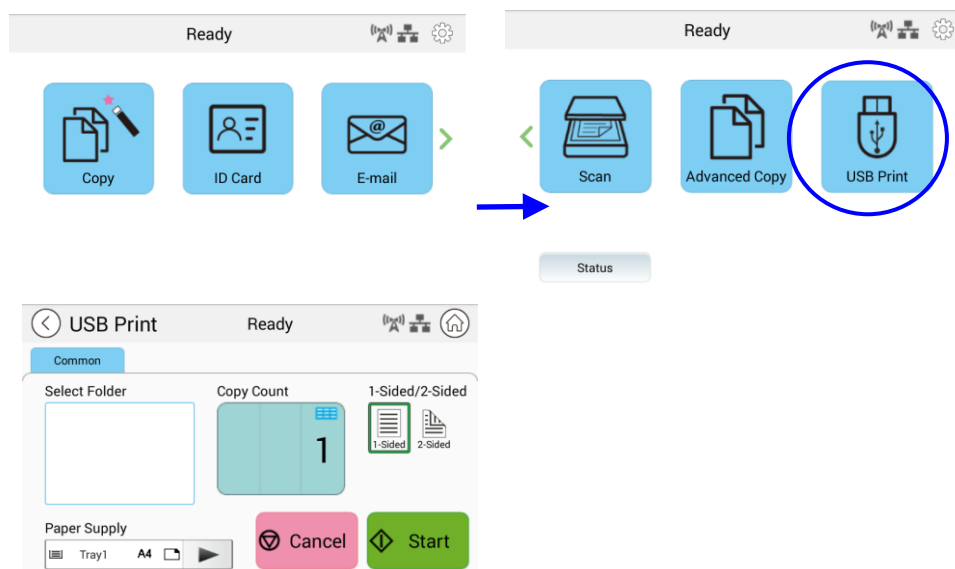 Ready
Copy
ID Card
@
E-mail
Ready
Scan
Advanced Copy
USB Print
Status
USB Print
Ready
Common
Select Folder
Copy Count
1-Sided/2-Sided
1
1-Sided
2-Sided
Paper Supply
Tray1 A4
Cancel
Start